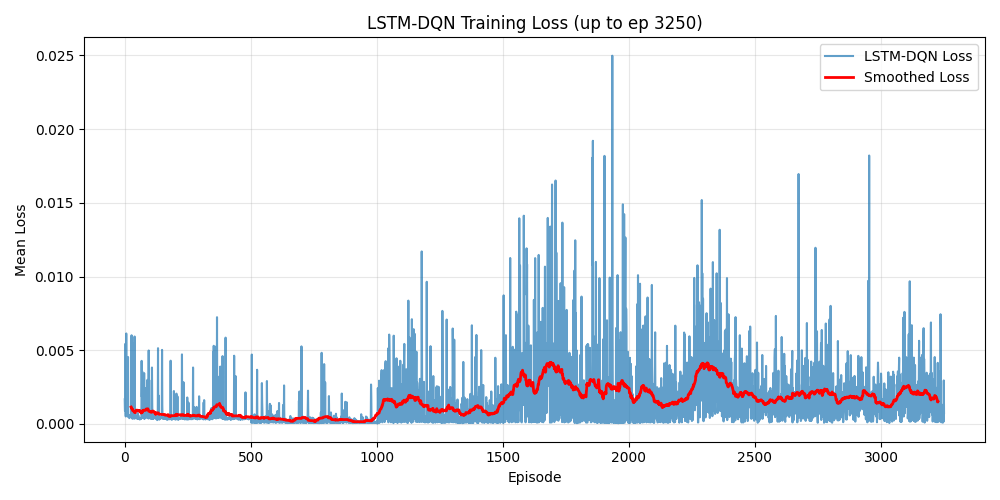 LSTM-DQN Training Loss (up to ep 3250)
LSTM-DQN Loss
Smoothed Loss
Mean Loss
0.025
0.020
0.015
0.010
0.005
0.000
0 500 1000 1500 2000 2500 3000
Episode